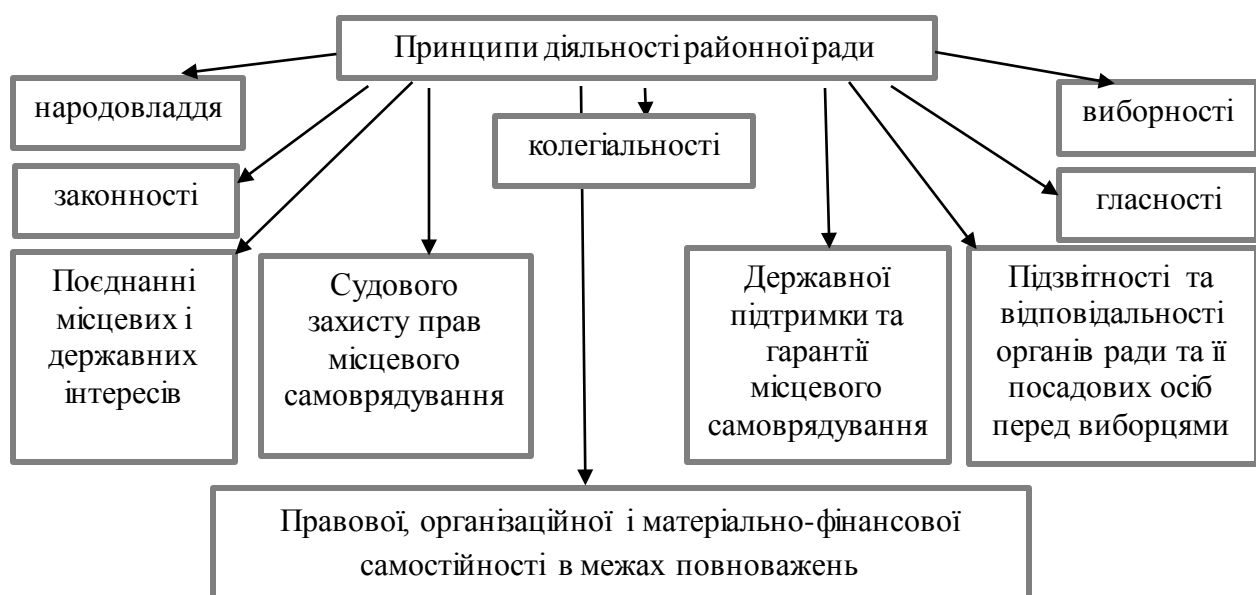 Принципи діяльності районної ради
народовладдя
виборності
колегіальності
законності
гласності
Поєднанні
місцевих і
державних
інтересів
Судового
захисту прав
місцевого
самоврядування
Державної
підтримки та
гарантії
місцевого
самоврядування
Підзвітності та
відповідальності
органів ради та її
посадових осіб
перед виборцями
Правової, організаційної і матеріально-фінансової
самостійності в межах повноважень